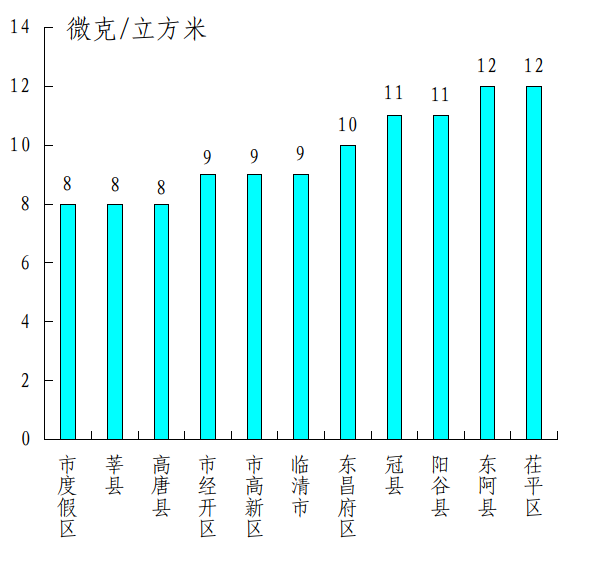 微克/立方米
14
12
10
8
6
4
2
0
8
8
8
9
9
9
10
11
11
12
12
市度假区
莘县
高唐县
市经开区
市高新区
临清市
东昌府区
冠县
阳谷县
东阿县
茌平区